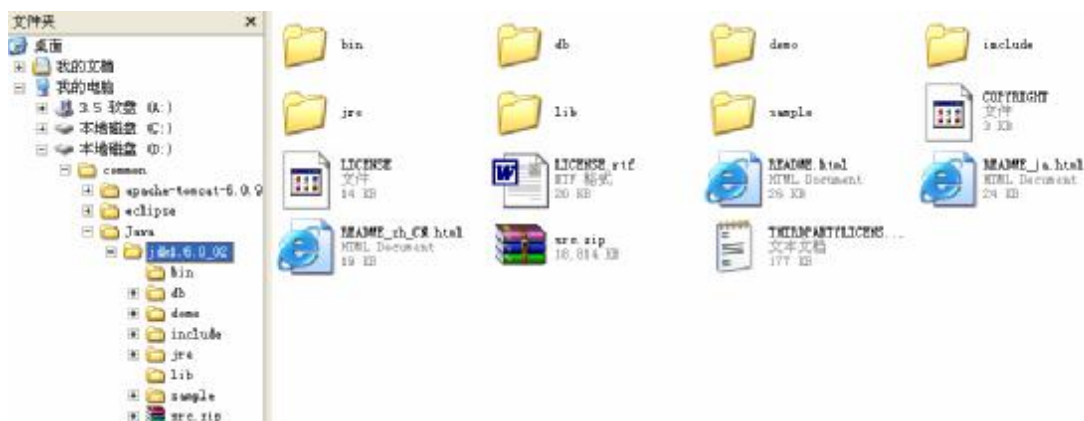 文件夹
桌面
我的文档
我的电脑
3.5 软盘 (A:)
本地磁盘 (C:)
本地磁盘 (D:)
common
apache-tomcat-6.0.9
eclipse
Java
jdk1.6.0_02
bin
db
demo
include
jre
lib
sample
src.zip
bin
db
demo
include
jre
lib
sample
COPYRIGHT
文件
3 KB
LICENSE
文件
14 KB
LICENSE.rtf
RTF 格式
20 KB
README.html
HTML Document
26 KB
README_ja.html
HTML Document
24 KB
README_zh_CN.html
HTML Document
19 KB
src.zip
18,814 KB
THIRDPARTYLICENS...
文本文档
177 KB